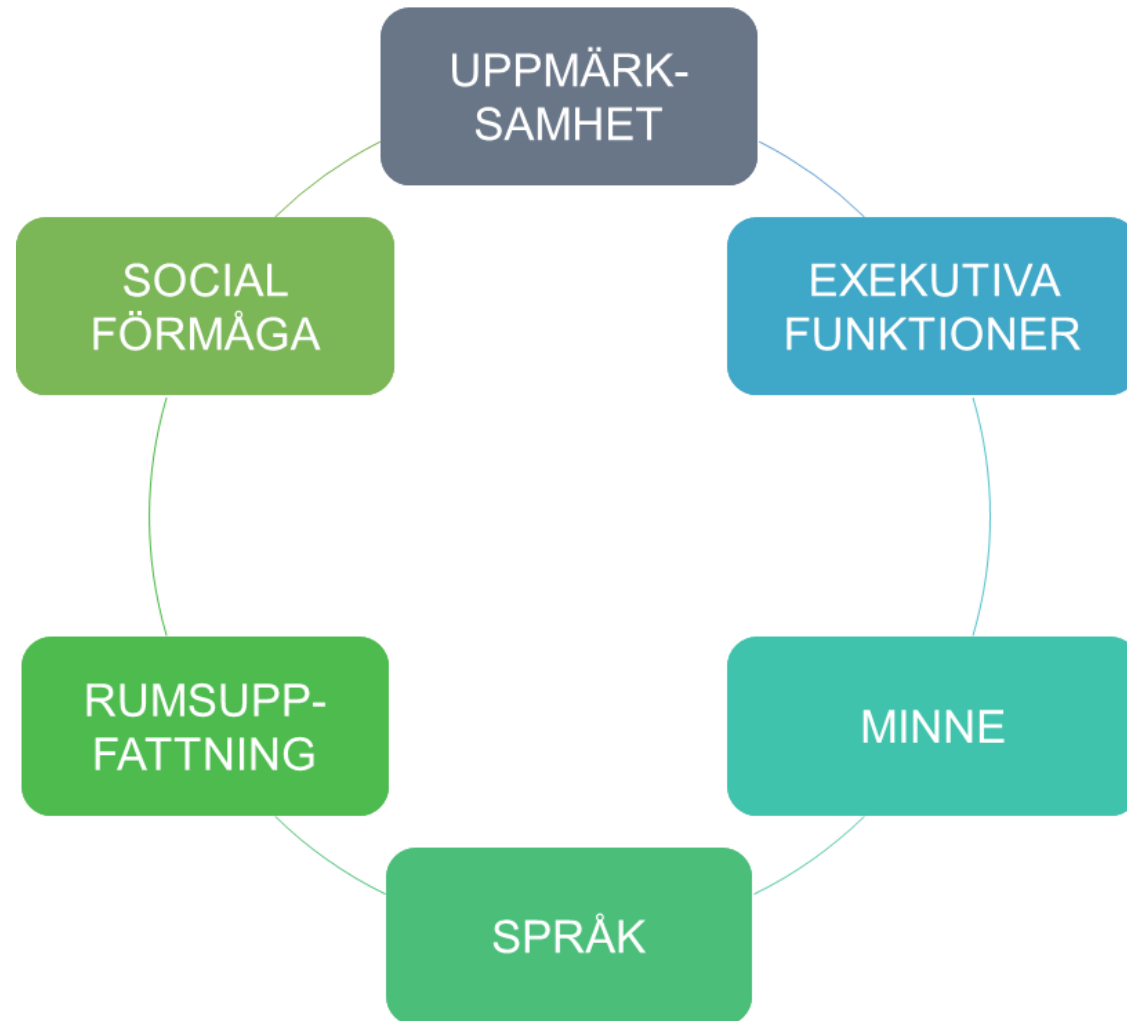 UPPMÄRK-
SAMHET
EXEKUTIVA
FUNKTIONER
MINNE
SPRÅK
RUMSUPP-
FATTNING
SOCIAL
FÖRMÅGA